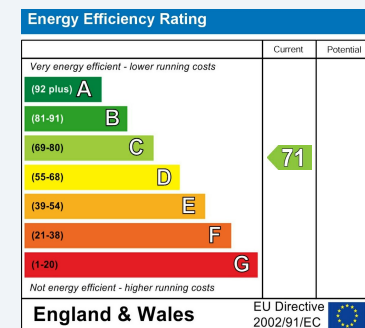 Energy Efficiency Rating
Current Potential
Very energy efficient - lower running costs
(92 plus) A
(81-91) B
(69-80) C
71
(55-68) D
(39-54) E
(21-38) F
(1-20) G
Not energy efficient - higher running costs
England & Wales
EU Directive
2002/91/EC